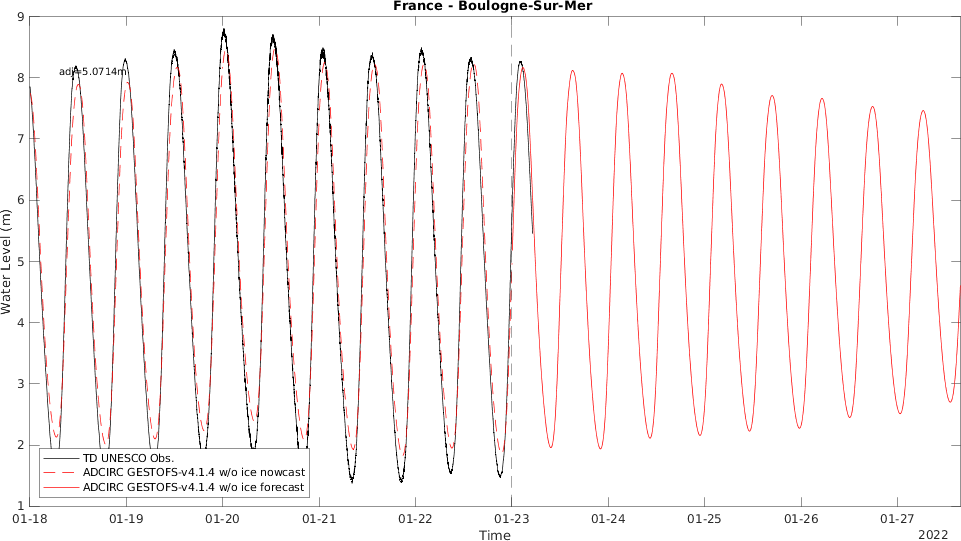 France - Boulogne-Sur-Mer
9
8
7
6
5
4
3
2
1
Water Level (m)
adj=5.0714m
TD UNESCO Obs.
ADCIRC GESTOFS-v4.1.4 w/o ice nowcast
ADCIRC GESTOFS-v4.1.4 w/o ice forecast
01-18 01-19 01-20 01-21 01-22 01-23 01-24 01-25 01-26 01-27
Time
2022